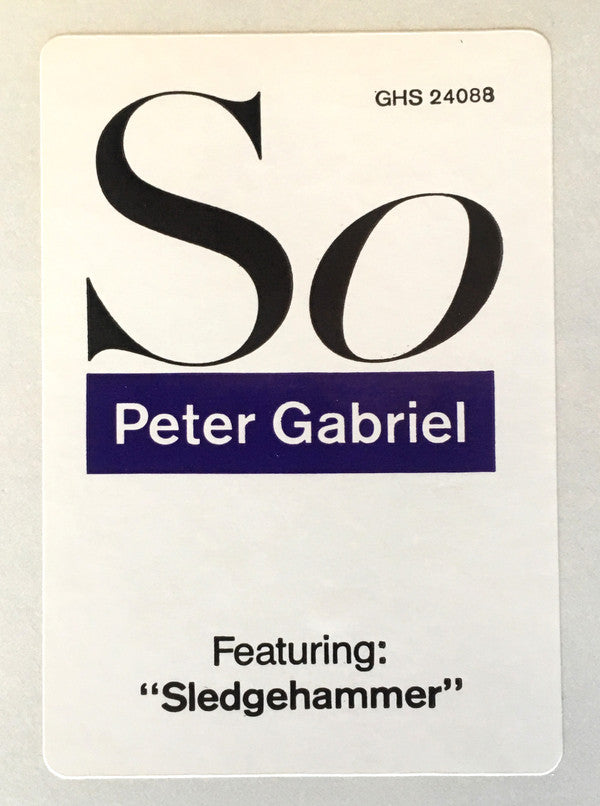 GHS 24088
So
Peter Gabriel
Featuring:
“Sledgehammer”